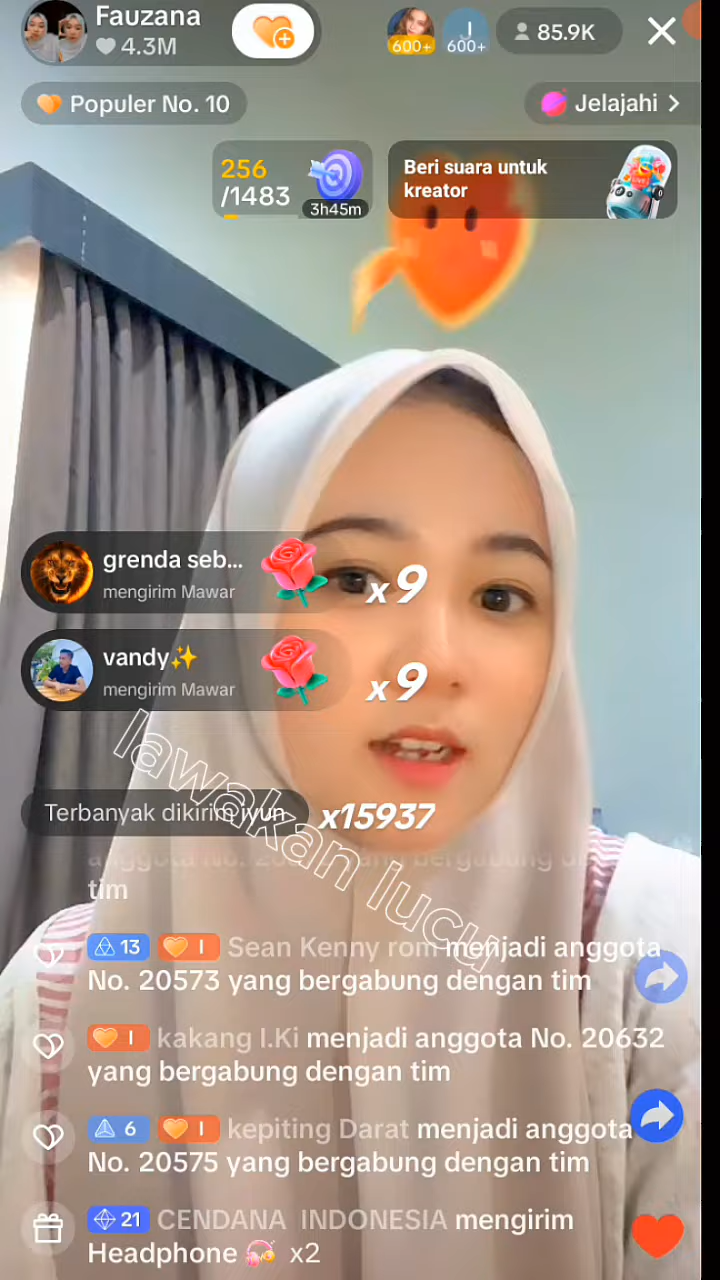 Fauzana
4.3M
600+
600+
85.9K
Populer No. 10
Jelajahi
256
/1483
3h45m
Beri suara untuk
kreator
grenda seb...
mengirim Mawar
x9
vandy✨
mengirim Mawar
x9
lawakan lucu
Terbanyak dikirim iyun
x15937
tim
13 I Sean Kenny rom menjadi anggota
No. 20573 yang bergabung dengan tim
I kakang I.Ki menjadi anggota No. 20632
yang bergabung dengan tim
6 I kepiting Darat menjadi anggota
No. 20575 yang bergabung dengan tim
21 CENDANA INDONESIA mengirim
Headphone 🎧 x2